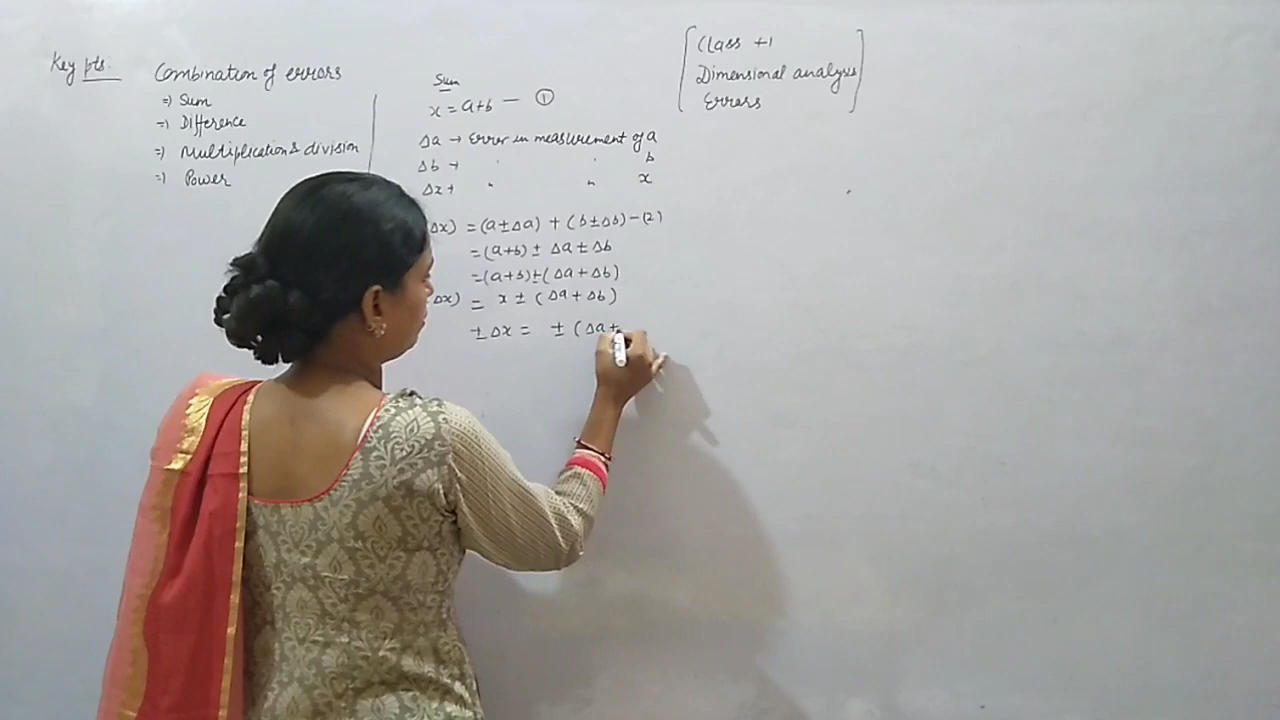 Key pts.
Combination of errors
=) Sum
=) Difference
=) Multiplication & division
=) Power
Sum
x = a+b — ①
Δa → Error in measurement of a
Δb → " " b
Δx → " " x
Δx) = (a±Δa) + (b±Δb) – (2)
= (a+b) ± Δa ± Δb
= (a+b) ± (Δa + Δb)
Δx) = x ± (Δa + Δb)
± Δx = ± (Δa +
Class +1
Dimensional analysis
Errors